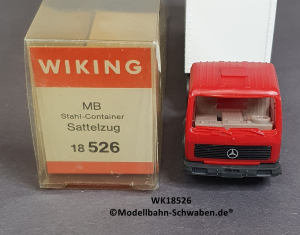 WIKING
MB
Stahl-Container
Sattelzug
18 526
WK18526
©Modellbahn-Schwaben.de®